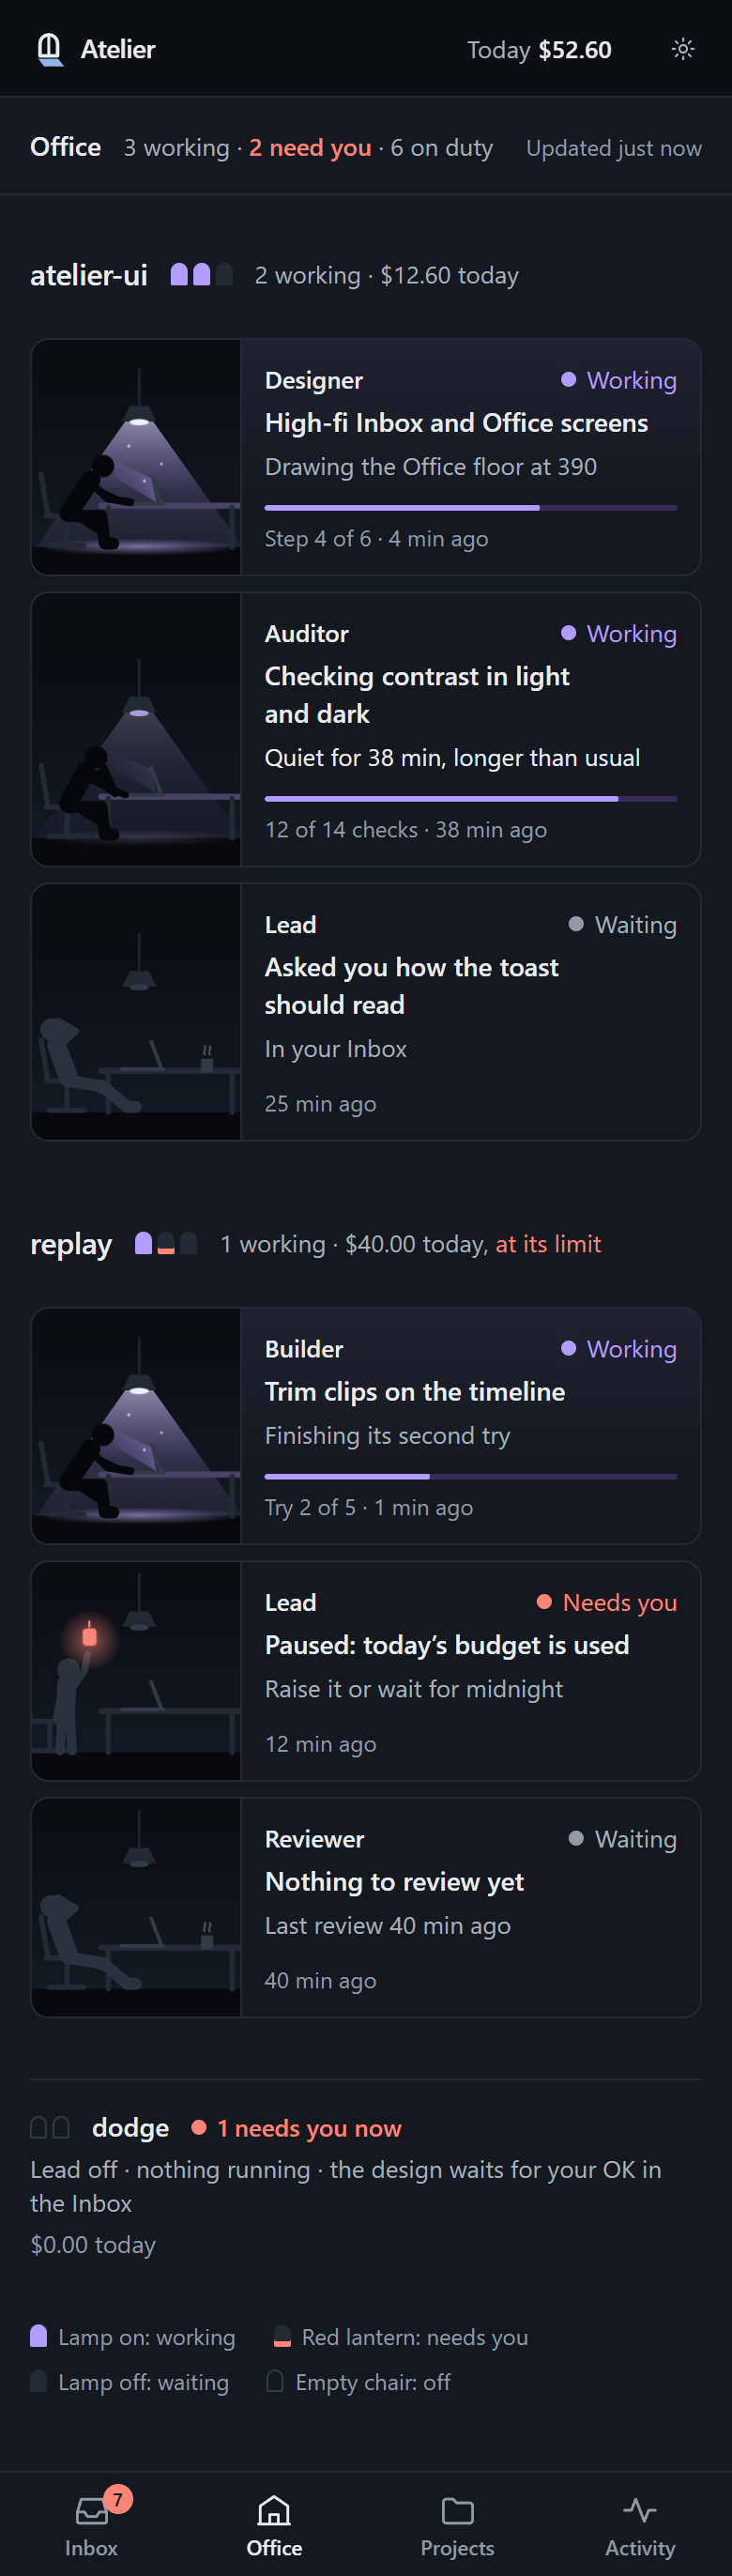 Atelier
Today $52.60
Office 3 working · 2 need you · 6 on duty Updated just now
atelier-ui 2 working · $12.60 today
Designer Working
High-fi Inbox and Office screens
Drawing the Office floor at 390
Step 4 of 6 · 4 min ago
Auditor Working
Checking contrast in light
and dark
Quiet for 38 min, longer than usual
12 of 14 checks · 38 min ago
Lead Waiting
Asked you how the toast
should read
In your Inbox
25 min ago
replay 1 working · $40.00 today, at its limit
Builder Working
Trim clips on the timeline
Finishing its second try
Try 2 of 5 · 1 min ago
Lead Needs you
Paused: today’s budget is used
Raise it or wait for midnight
12 min ago
Reviewer Waiting
Nothing to review yet
Last review 40 min ago
40 min ago
dodge 1 needs you now
Lead off · nothing running · the design waits for your OK in
the Inbox
$0.00 today
Lamp on: working Red lantern: needs you
Lamp off: waiting Empty chair: off
7
Inbox Office Projects Activity